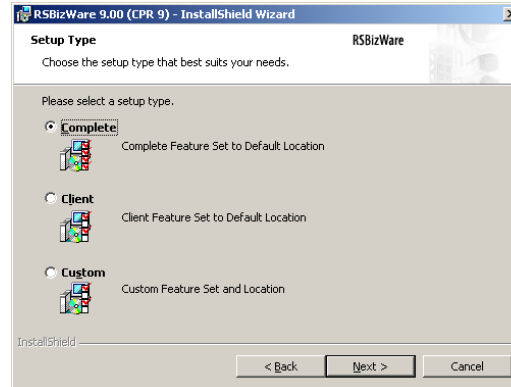 RSBizWare 9.00 (CPR 9) - InstallShield Wizard
Setup Type
RSBizWare
Choose the setup type that best suits your needs.
Please select a setup type.
Complete
Complete Feature Set to Default Location
Client
Client Feature Set to Default Location
Custom
Custom Feature Set and Location
InstallShield
< Back
Next >
Cancel